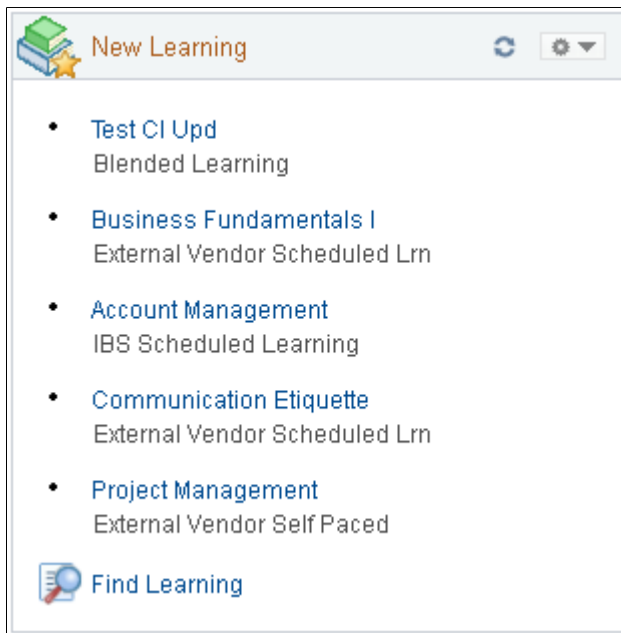 New Learning
Test CI Upd
Blended Learning
Business Fundamentals I
External Vendor Scheduled Lrn
Account Management
IBS Scheduled Learning
Communication Etiquette
External Vendor Scheduled Lrn
Project Management
External Vendor Self Paced
Find Learning